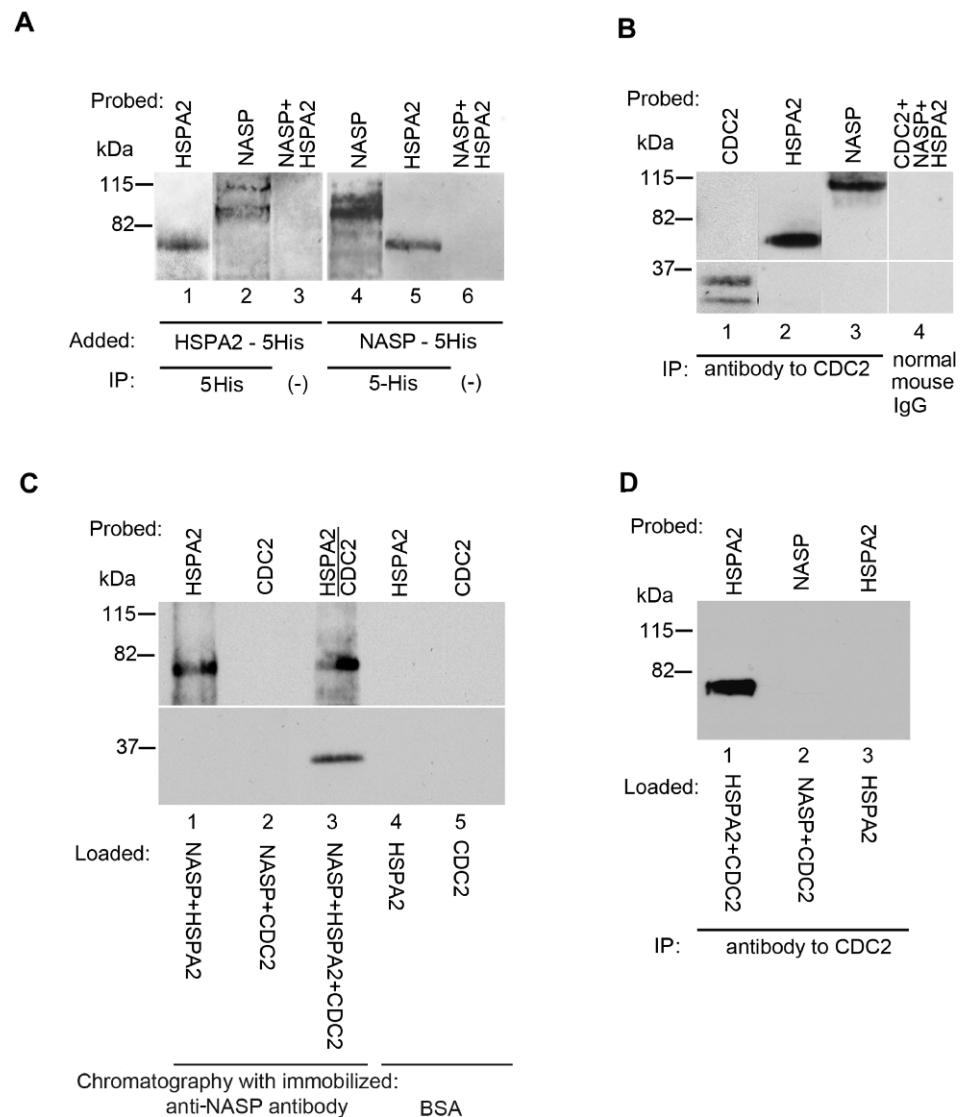 A
Probed:
HSPA2
NASP
NASP+
HSPA2
NASP
HSPA2
NASP+
HSPA2
kDa
115
82
1 2 3 4 5 6
Added: HSPA2 - 5His NASP - 5His
IP: 5His (-) 5-His (-)
B
Probed:
CDC2
HSPA2
NASP
CDC2+
NASP+
HSPA2
kDa
115
82
37
1 2 3 4
IP: antibody to CDC2 normal
mouse
IgG
C
Probed:
HSPA2
CDC2
HSPA2
CDC2
HSPA2
CDC2
kDa
115
82
37
1 2 3 4 5
Loaded:
NASP+HSPA2
NASP+CDC2
NASP+HSPA2+CDC2
HSPA2
CDC2
Chromatography with immobilized:
anti-NASP antibody BSA
D
Probed:
HSPA2
NASP
HSPA2
kDa
115
82
1 2 3
Loaded:
HSPA2+CDC2
NASP+CDC2
HSPA2
IP: antibody to CDC2